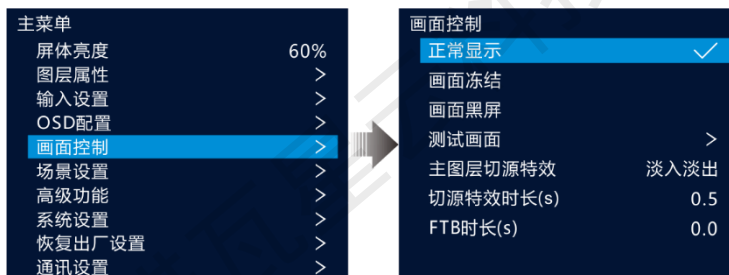 主菜单
屏体亮度 60%
图层属性 >
输入设置 >
OSD配置 >
画面控制 >
场景设置 >
高级功能 >
系统设置 >
恢复出厂设置 >
通讯设置 >
画面控制
正常显示 ✓
画面冻结
画面黑屏
测试画面 >
主图层切源特效 淡入淡出
切源特效时长(s) 0.5
FTB时长(s) 0.0